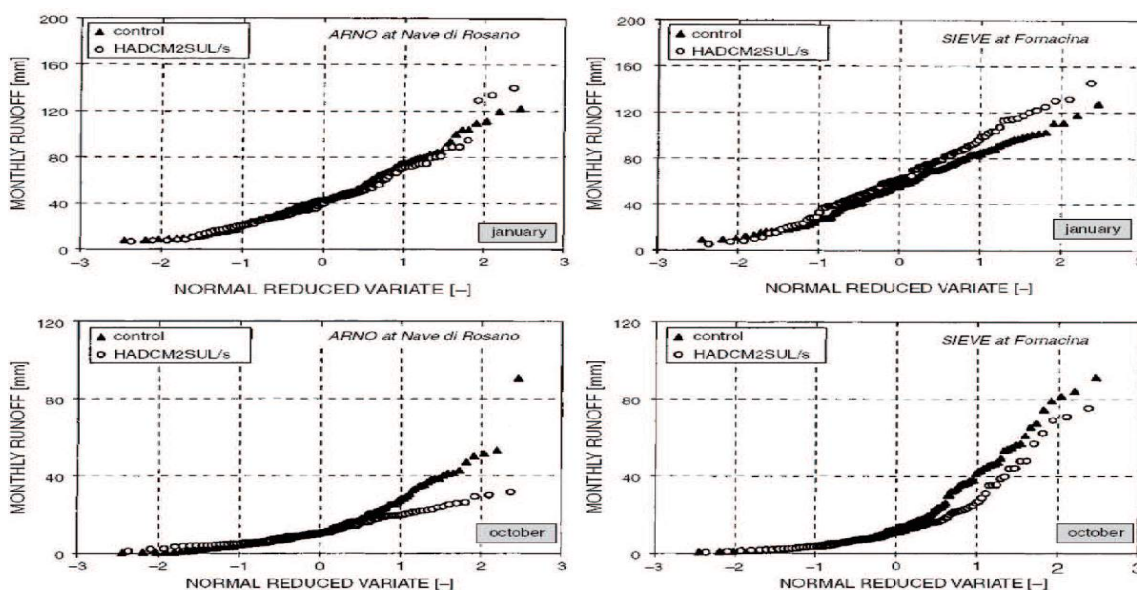 200
160
120
80
40
0
MONTHLY RUNOFF [mm]
▲ control
○ HADCM2SUL/s
ARNO at Nave di Rosano
january
−3 −2 −1 0 1 2 3
NORMAL REDUCED VARIATE [−]
200
160
120
80
40
0
MONTHLY RUNOFF [mm]
▲ control
○ HADCM2SUL/s
SIEVE at Fornacina
january
−3 −2 −1 0 1 2 3
NORMAL REDUCED VARIATE [−]
120
80
40
0
MONTHLY RUNOFF [mm]
▲ control
○ HADCM2SUL/s
ARNO at Nave di Rosano
october
−3 −2 −1 0 1 2 3
NORMAL REDUCED VARIATE [−]
120
80
40
0
MONTHLY RUNOFF [mm]
▲ control
○ HADCM2SUL/s
SIEVE at Fornacina
october
−3 −2 −1 0 1 2 3
NORMAL REDUCED VARIATE [−]